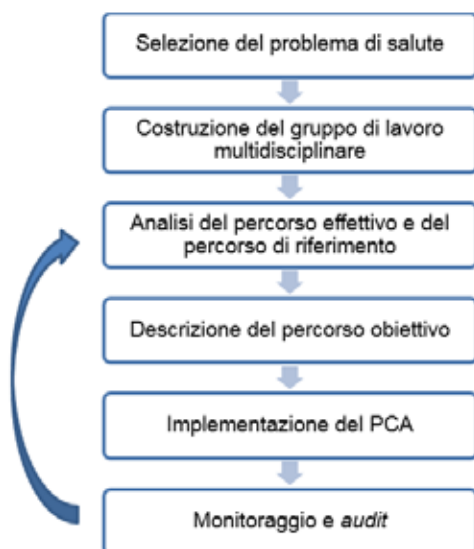 Selezione del problema di salute
Costruzione del gruppo di lavoro
multidisciplinare
Analisi del percorso effettivo e del
percorso di riferimento
Descrizione del percorso obiettivo
Implementazione del PCA
Monitoraggio e audit